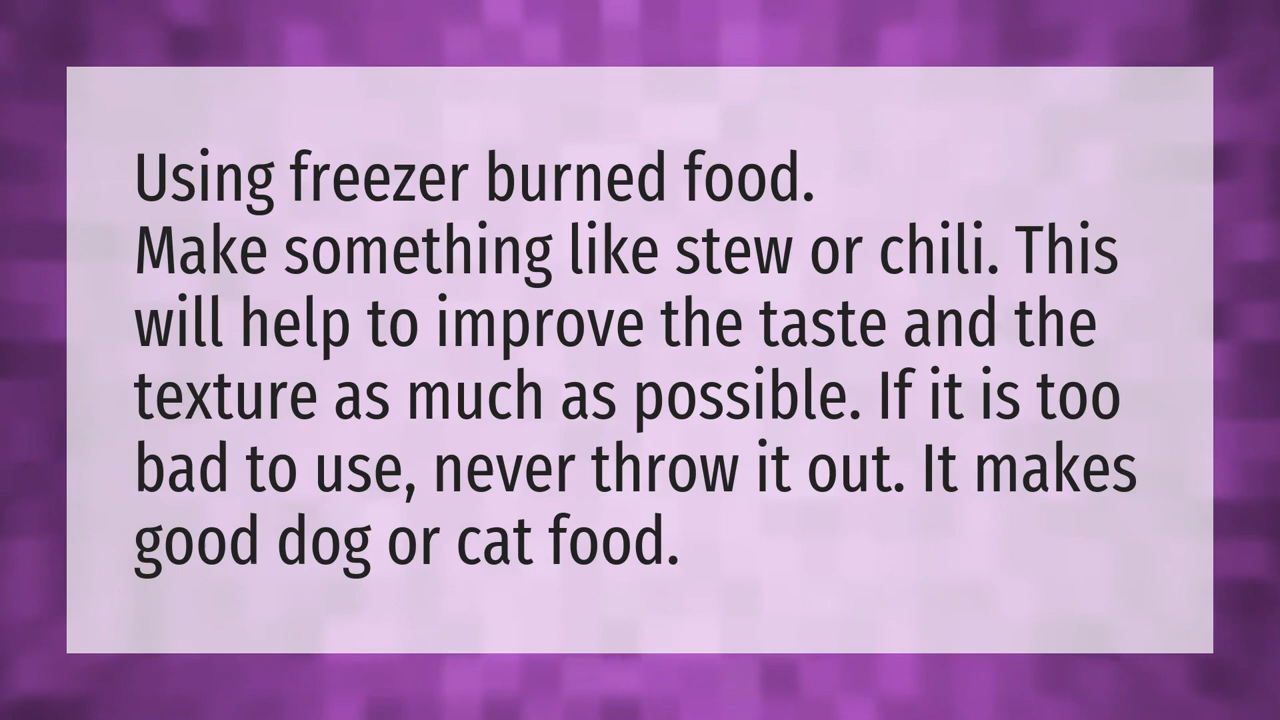 Using freezer burned food.
Make something like stew or chili. This
will help to improve the taste and the
texture as much as possible. If it is too
bad to use, never throw it out. It makes
good dog or cat food.